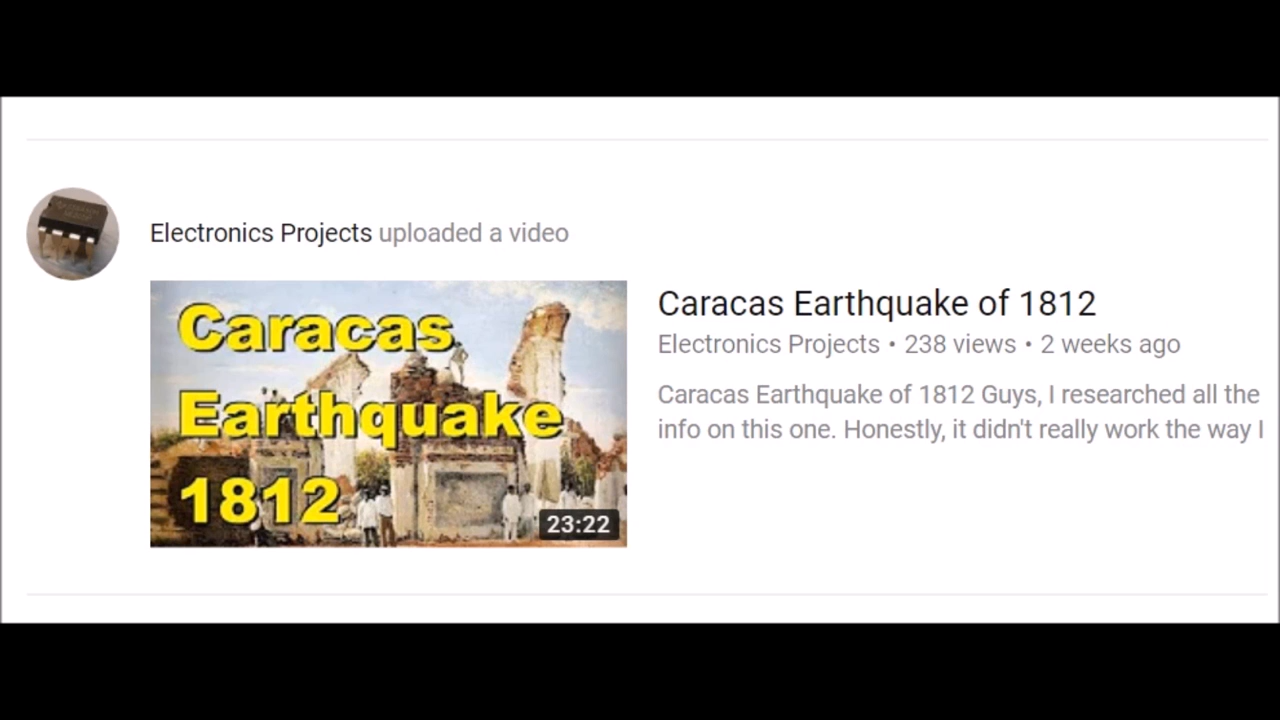 Electronics Projects uploaded a video
Caracas
Earthquake
1812
23:22
Caracas Earthquake of 1812
Electronics Projects • 238 views • 2 weeks ago
Caracas Earthquake of 1812 Guys, I researched all the
info on this one. Honestly, it didn't really work the way I